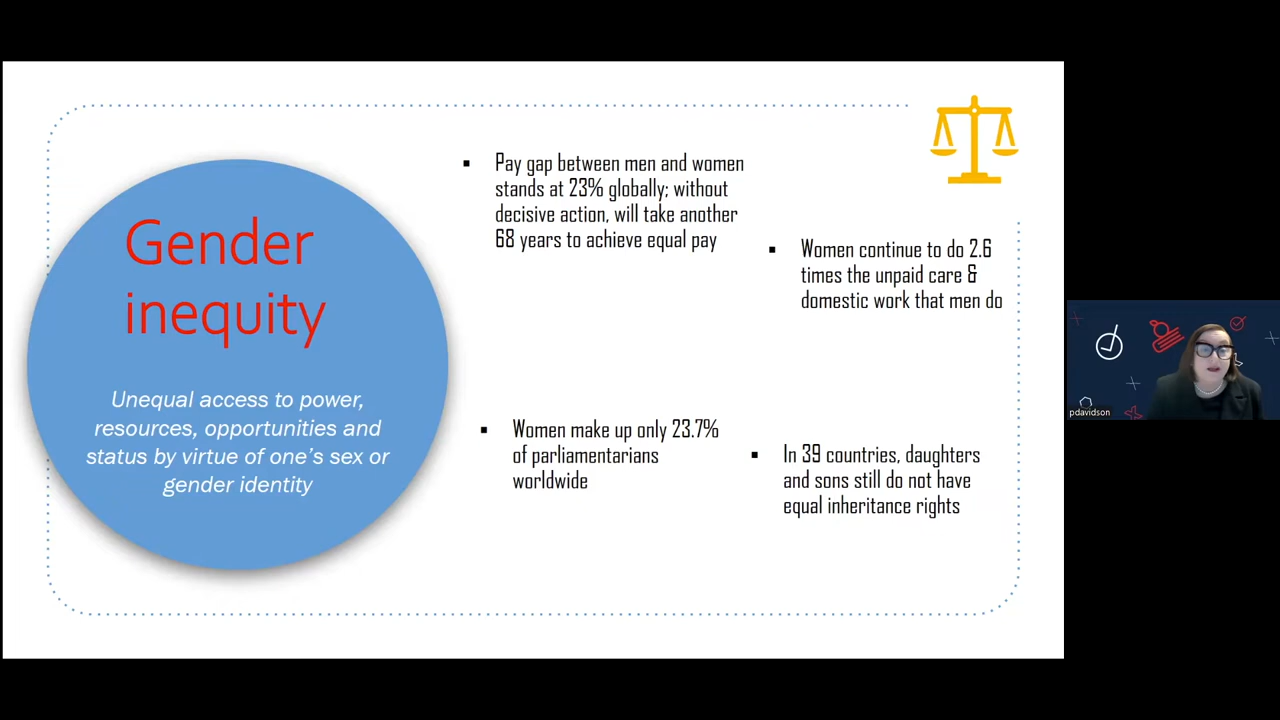 Gender
inequity
Unequal access to power,
resources, opportunities and
status by virtue of one's sex or
gender identity
▪ Pay gap between men and women
stands at 23% globally; without
decisive action, will take another
68 years to achieve equal pay
▪ Women continue to do 2.6
times the unpaid care &
domestic work that men do
▪ Women make up only 23.7%
of parliamentarians
worldwide
▪ In 39 countries, daughters
and sons still do not have
equal inheritance rights
pdavidson